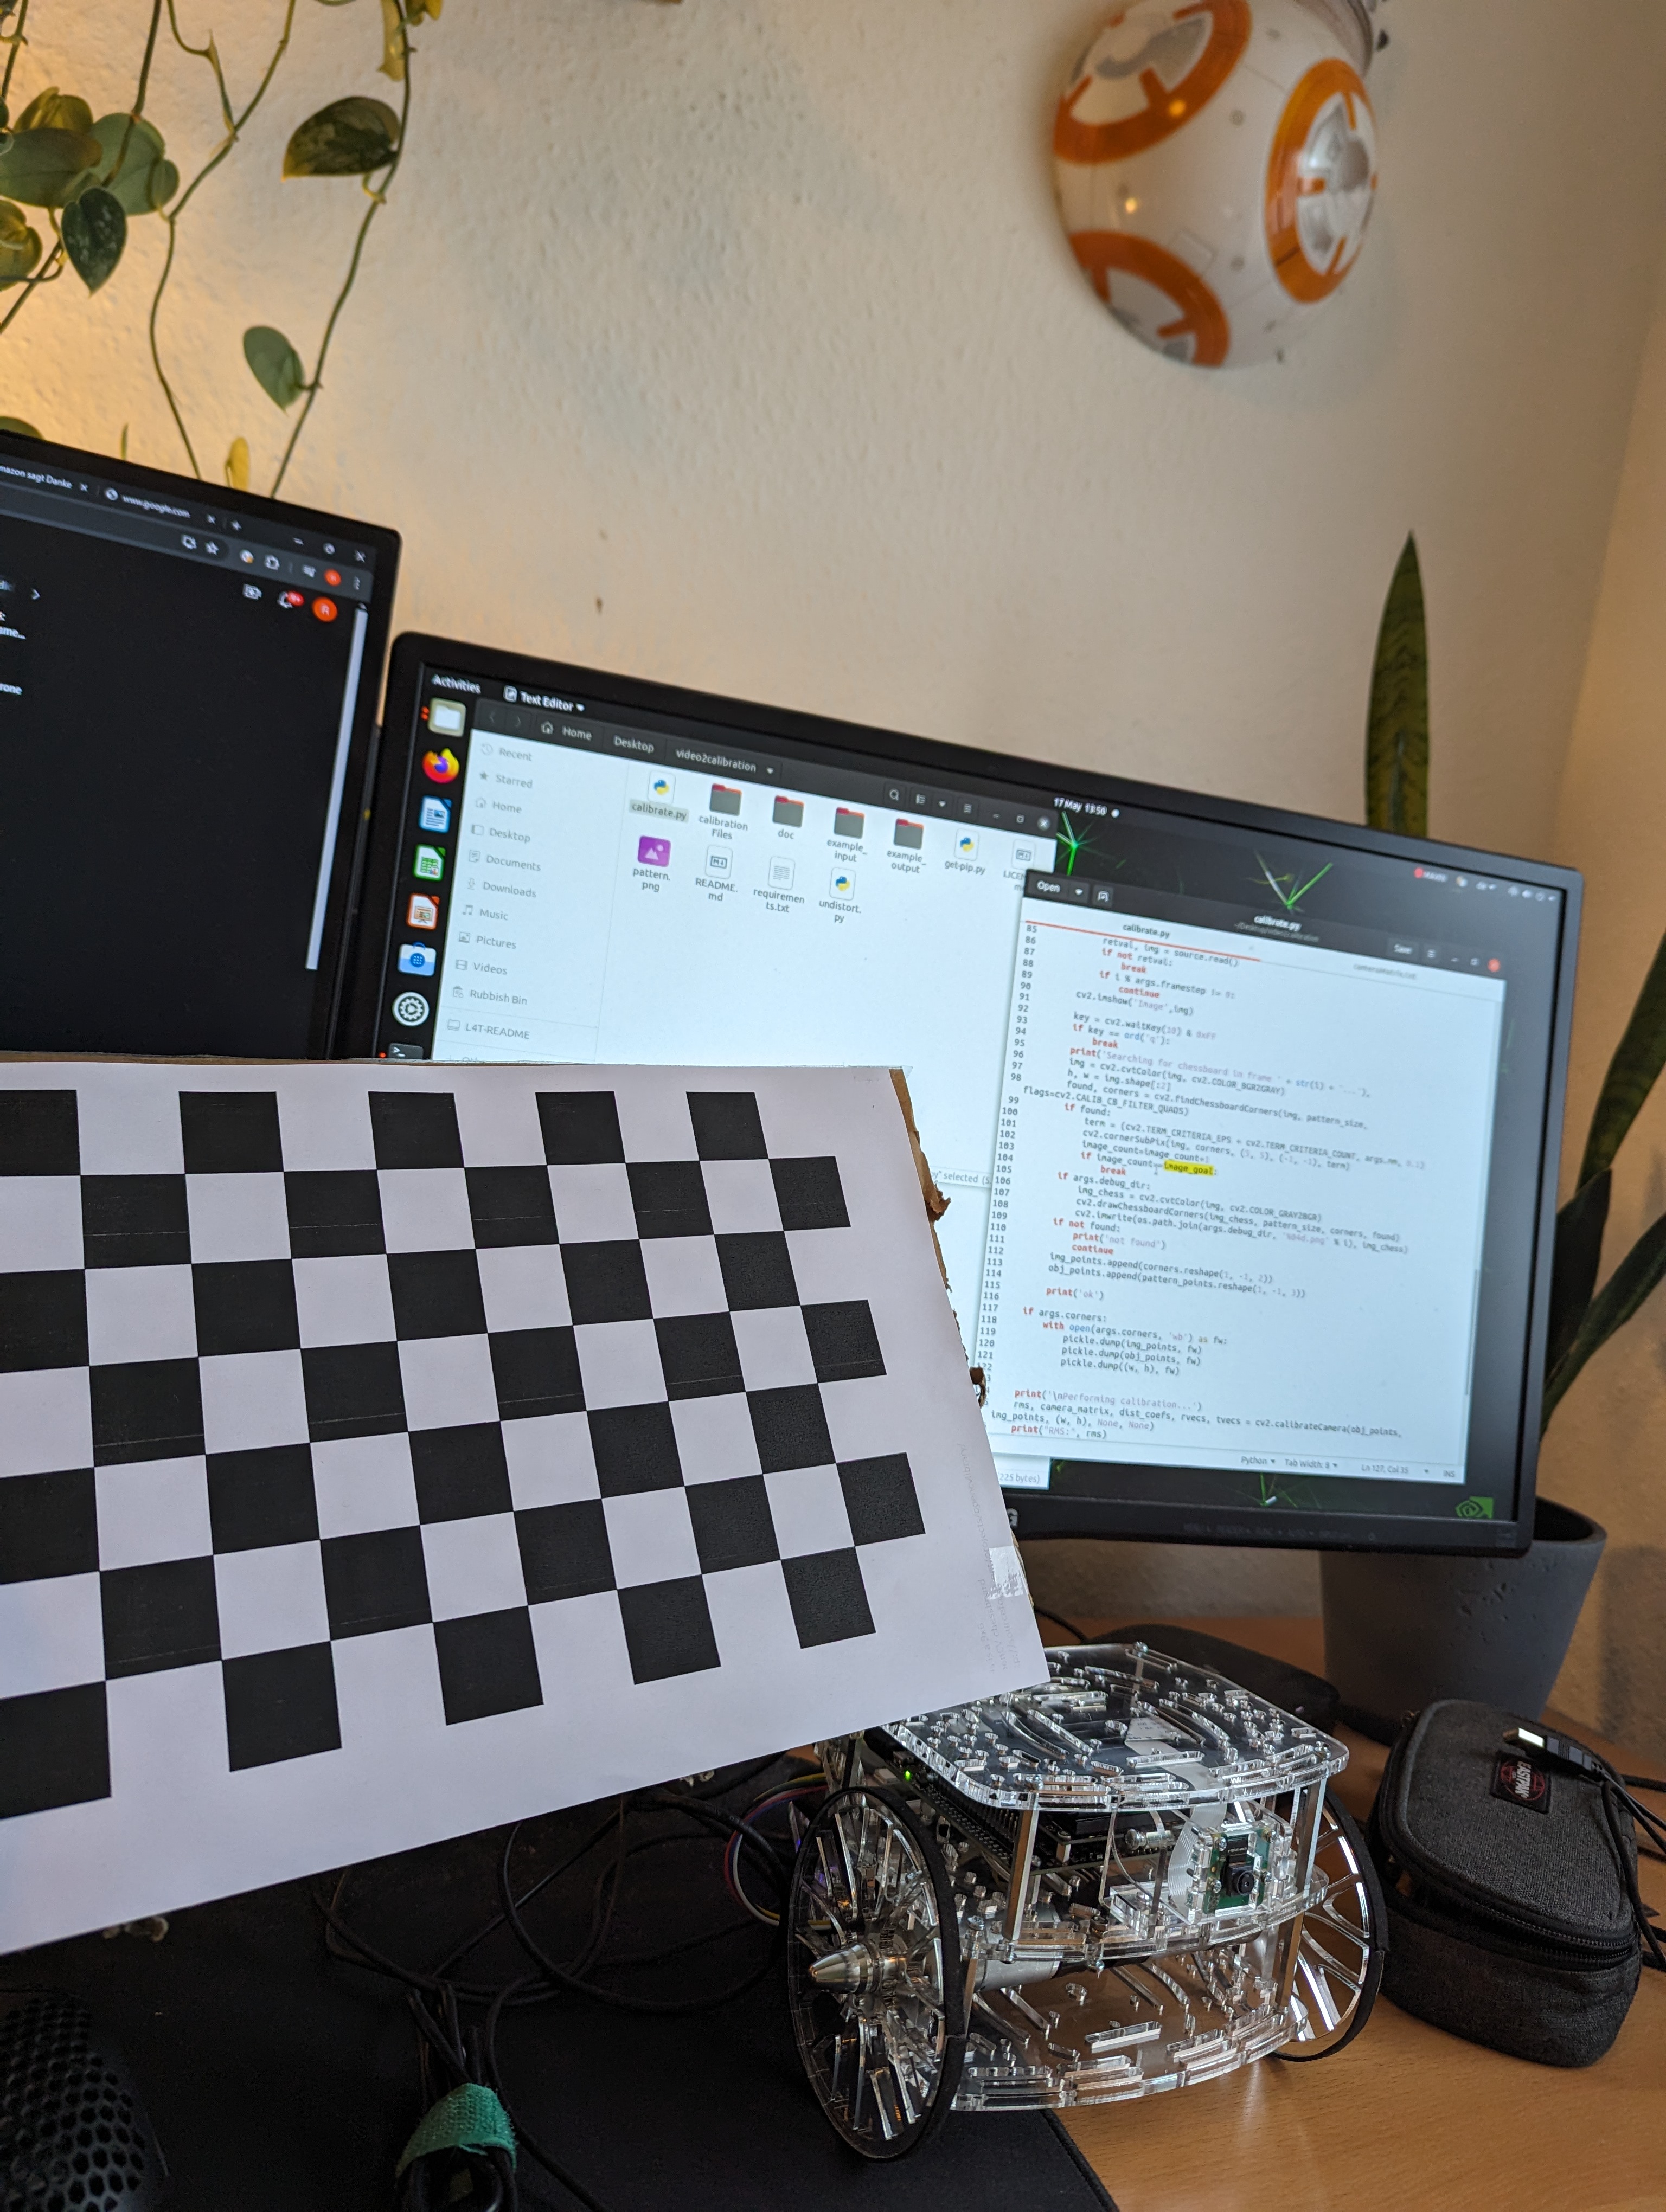 mazon sagt Danke
www.google.com
rone
Activities
Text Editor
17 May 13:50
Home
Desktop
video2calibration
Recent
Starred
Home
Desktop
Documents
Downloads
Music
Pictures
Videos
Rubbish Bin
L4T-README
calibrate.py
calibration
Files
doc
example_
input
example_
output
get-pip.py
pattern.
png
README.
md
requiremen
ts.txt
undistort.
py
Open
calibrate.py
Save
calibrate.py
85
86 retval, img = source.read()
87 if not retval:
88 break
89 if i % args.framestep != 0:
90 continue
91 cv2.imshow('Image',img)
92
93 key = cv2.waitKey(10) & 0xFF
94 if key == ord('q'):
95 break
96 print('Searching for chessboard in frame ' + str(i) + '...'),
97 img = cv2.cvtColor(img, cv2.COLOR_BGR2GRAY)
98 h, w = img.shape[:2]
found, corners = cv2.findChessboardCorners(img, pattern_size,
flags=cv2.CALIB_CB_FILTER_QUADS)
99 if found:
100 term = (cv2.TERM_CRITERIA_EPS + cv2.TERM_CRITERIA_COUNT, args.mm, 0.1)
101 cv2.cornerSubPix(img, corners, (5, 5), (-1, -1), term)
102 image_count=image_count+1
103 if image_count==image_goal:
104 break
105 if args.debug_dir:
106 img_chess = cv2.cvtColor(img, cv2.COLOR_GRAY2BGR)
107 cv2.drawChessboardCorners(img_chess, pattern_size, corners, found)
108 cv2.imwrite(os.path.join(args.debug_dir, '%04d.png' % i), img_chess)
109 if not found:
110 print('not found')
111 continue
112 img_points.append(corners.reshape(1, -1, 2))
113 obj_points.append(pattern_points.reshape(1, -1, 3))
114
115 print('ok')
116
117 if args.corners:
118 with open(args.corners, 'wb') as fw:
119 pickle.dump(img_points, fw)
120 pickle.dump(obj_points, fw)
121 pickle.dump((w, h), fw)
122
print('\nPerforming calibration...')
rms, camera_matrix, dist_coefs, rvecs, tvecs = cv2.calibrateCamera(obj_points,
img_points, (w, h), None, None)
print("RMS:", rms)
Python
Tab Width: 8
Ln 127, Col 35
INS
225 bytes)
EASTPAK